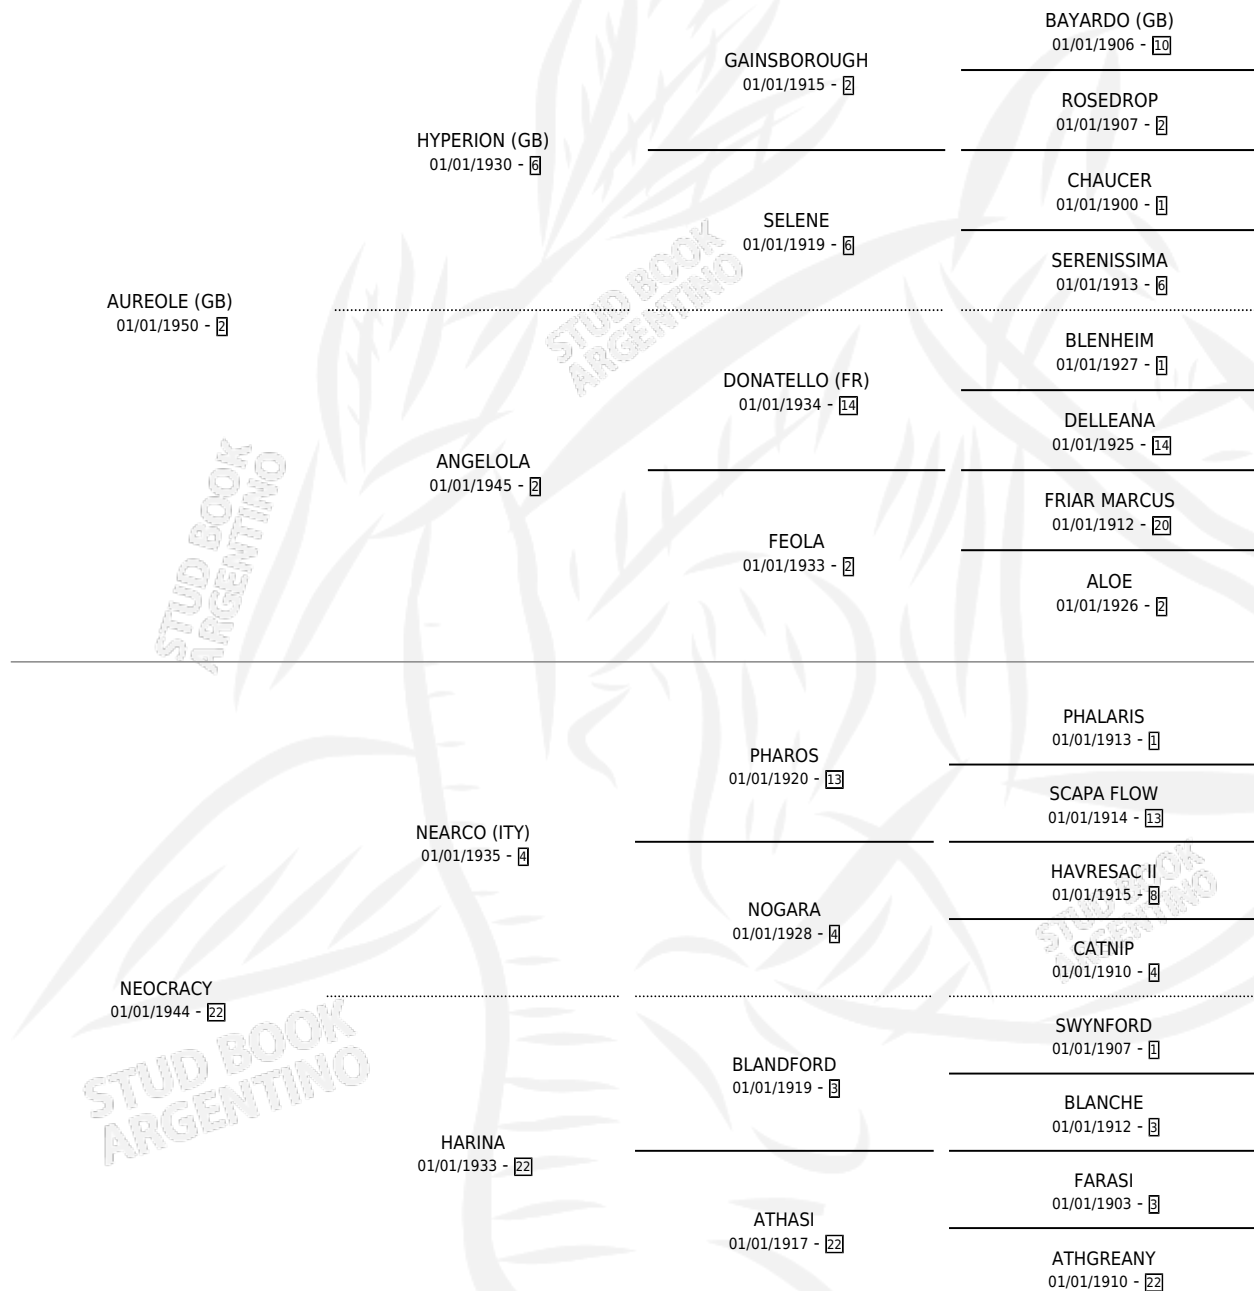 BAYARDO (GB)
01/01/1906 - 10
GAINSBOROUGH
01/01/1915 - 2
ROSEDROP
01/01/1907 - 2
HYPERION (GB)
01/01/1930 - 6
CHAUCER
01/01/1900 - 1
SELENE
01/01/1919 - 6
SERENISSIMA
01/01/1913 - 6
AUREOLE (GB)
01/01/1950 - 2
BLENHEIM
01/01/1927 - 1
DONATELLO (FR)
01/01/1934 - 14
DELLEANA
01/01/1925 - 14
ANGELOLA
01/01/1945 - 2
FRIAR MARCUS
01/01/1912 - 20
FEOLA
01/01/1933 - 2
ALOE
01/01/1926 - 2
PHALARIS
01/01/1913 - 1
PHAROS
01/01/1920 - 13
SCAPA FLOW
01/01/1914 - 13
NEARCO (ITY)
01/01/1935 - 4
HAVRESAC II
01/01/1915 - 8
NOGARA
01/01/1928 - 4
CATNIP
01/01/1910 - 4
NEOCRACY
01/01/1944 - 22
SWYNFORD
01/01/1907 - 1
BLANDFORD
01/01/1919 - 3
BLANCHE
01/01/1912 - 3
HARINA
01/01/1933 - 22
FARASI
01/01/1903 - 3
ATHASI
01/01/1917 - 22
ATHGREANY
01/01/1910 - 22
STUD BOOK
ARGENTINO
STUD BOOK
ARGENTINO
STUD BOOK
ARGENTINO
STUD BOOK
ARGENTINO